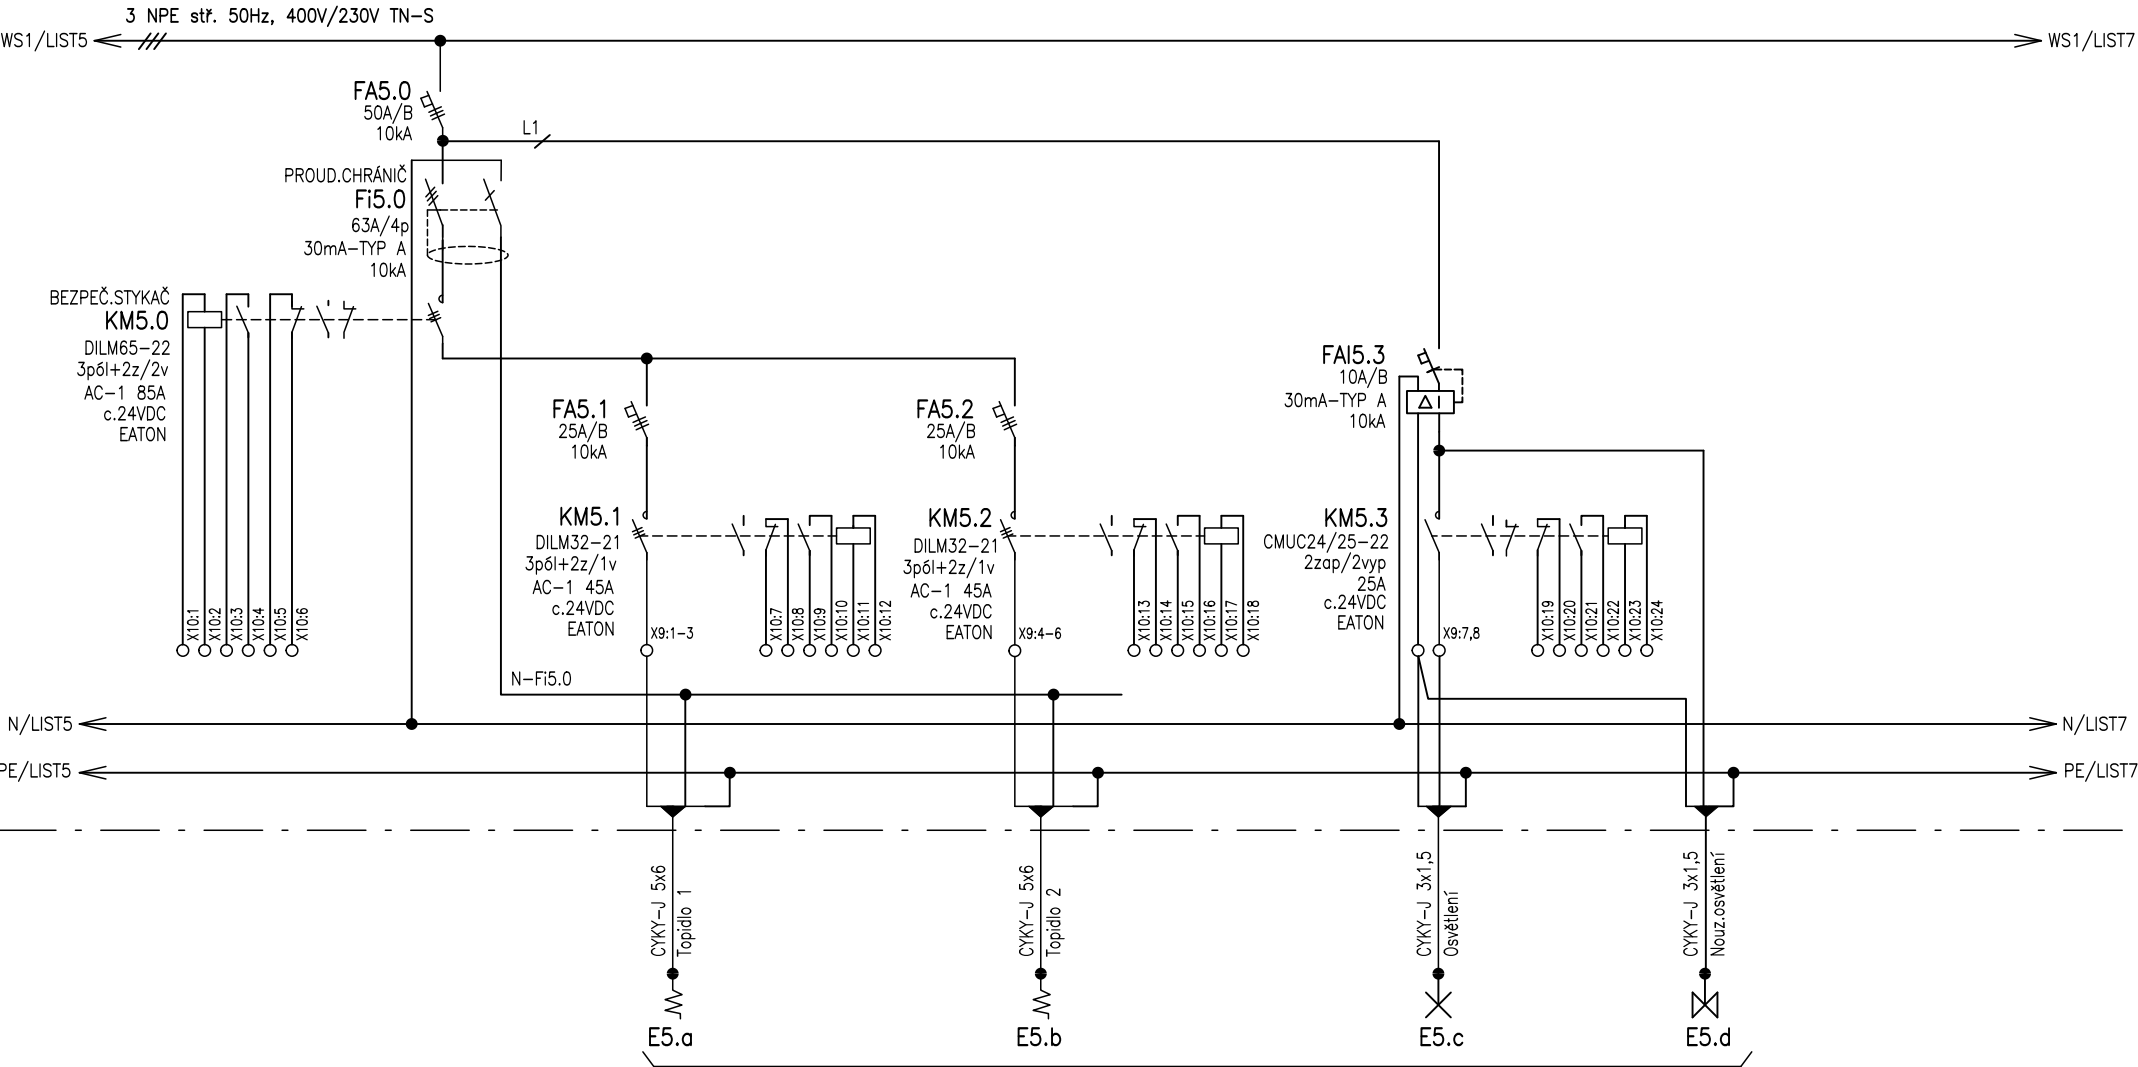 3 NPE stř. 50Hz, 400V/230V TN-S
WS1/LIST5
WS1/LIST7
FA5.0
50A/B
10kA
L1
PROUD.CHRÁNIČ
Fi5.0
63A/4p
30mA-TYP A
10kA
BEZPEČ.STYKAČ
KM5.0
DILM65-22
3pól+2z/2v
AC-1 85A
c.24VDC
EATON
X10:1
X10:2
X10:3
X10:4
X10:5
X10:6
FA5.1
25A/B
10kA
KM5.1
DILM32-21
3pól+2z/1v
AC-1 45A
c.24VDC
EATON
X9:1-3
X10:7
X10:8
X10:9
X10:10
X10:11
X10:12
FA5.2
25A/B
10kA
KM5.2
DILM32-21
3pól+2z/1v
AC-1 45A
c.24VDC
EATON
X9:4-6
X10:13
X10:14
X10:15
X10:16
X10:17
X10:18
FAI5.3
10A/B
30mA-TYP A
10kA
KM5.3
CMUC24/25-22
2zap/2vyp
25A
c.24VDC
EATON
X9:7,8
X10:19
X10:20
X10:21
X10:22
X10:23
X10:24
N-Fi5.0
N/LIST5
N/LIST7
PE/LIST5
PE/LIST7
CYKY-J 5x6
Topidlo 1
CYKY-J 5x6
Topidlo 2
CYKY-J 3x1,5
Osvětlení
CYKY-J 3x1,5
Nouz.osvětlení
E5.a
E5.b
E5.c
E5.d